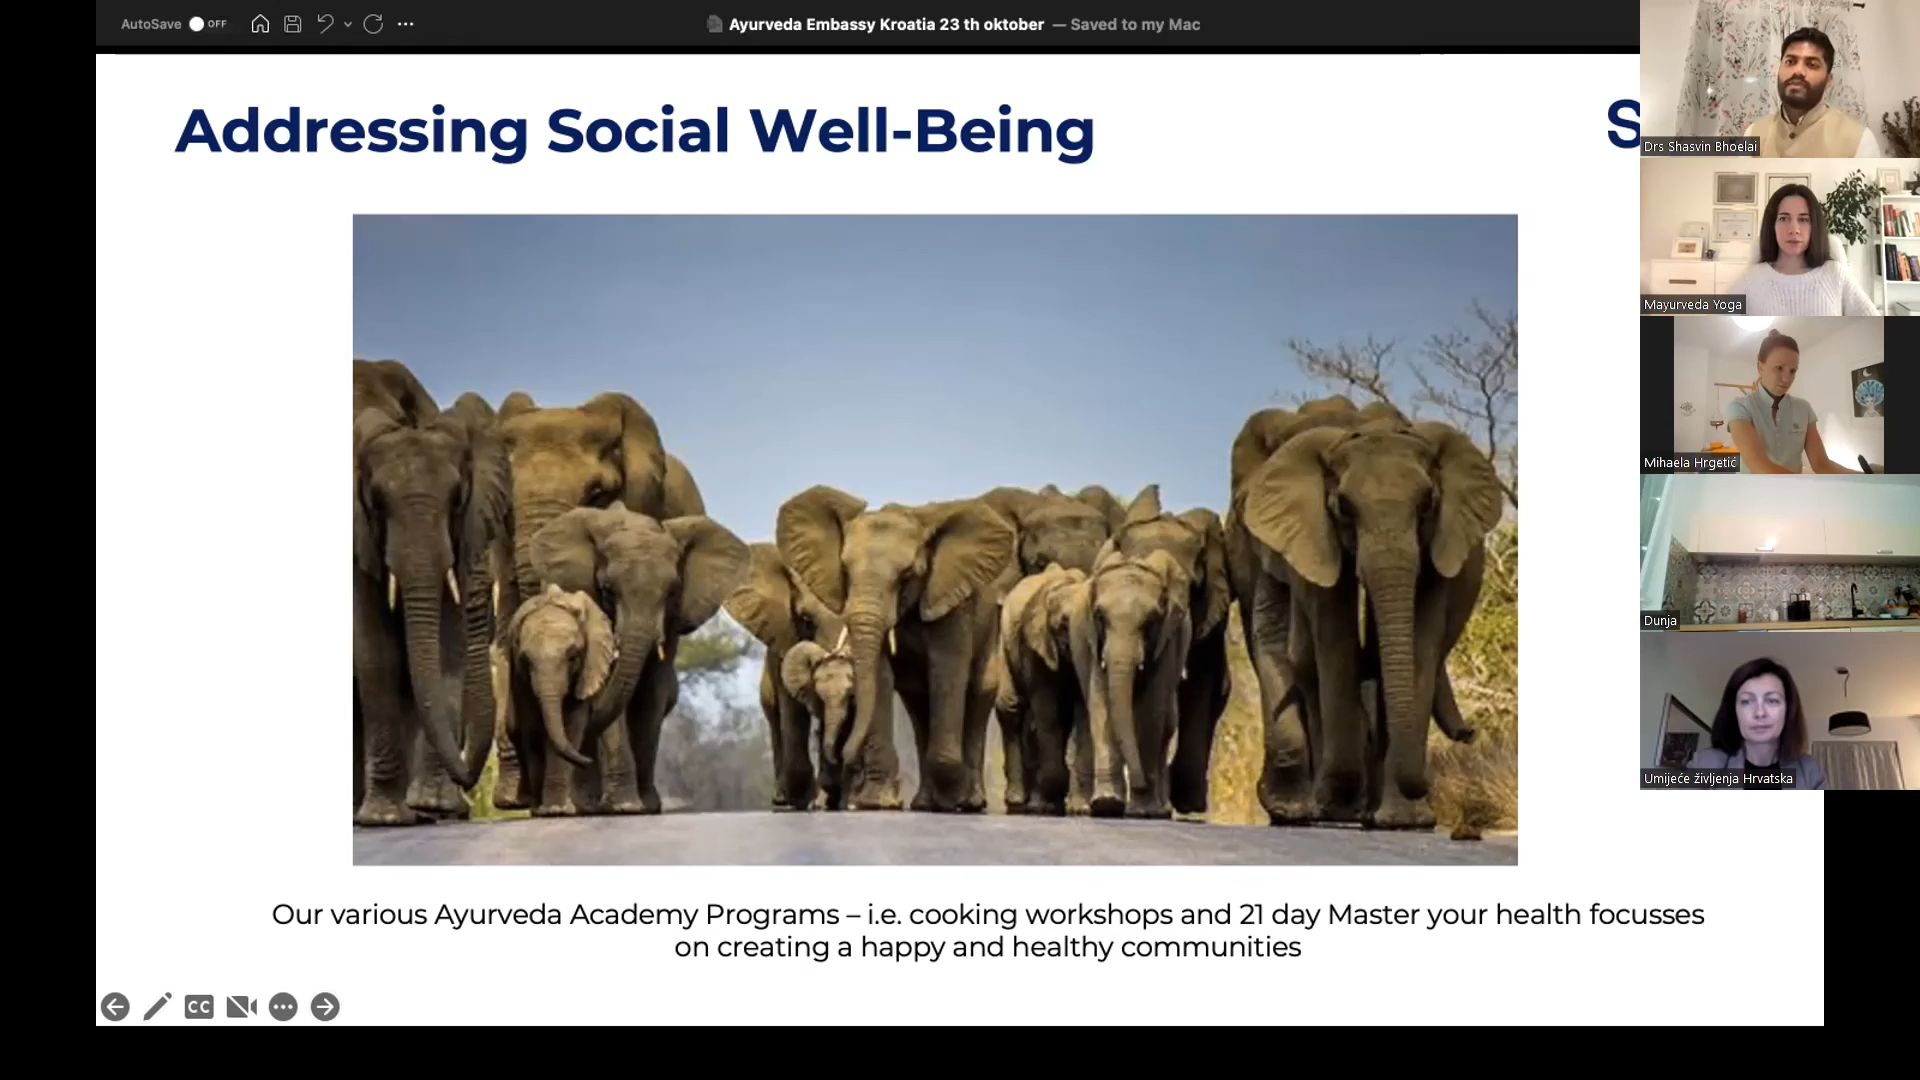 AutoSave OFF
Ayurveda Embassy Kroatia 23 th oktober — Saved to my Mac
Addressing Social Well-Being
S
Drs Shasvin Bhoelai
Mayurveda Yoga
Mihaela Hrgetić
Dunja
Umijeće življenja Hrvatska
Our various Ayurveda Academy Programs – i.e. cooking workshops and 21 day Master your health focusses
on creating a happy and healthy communities
CC